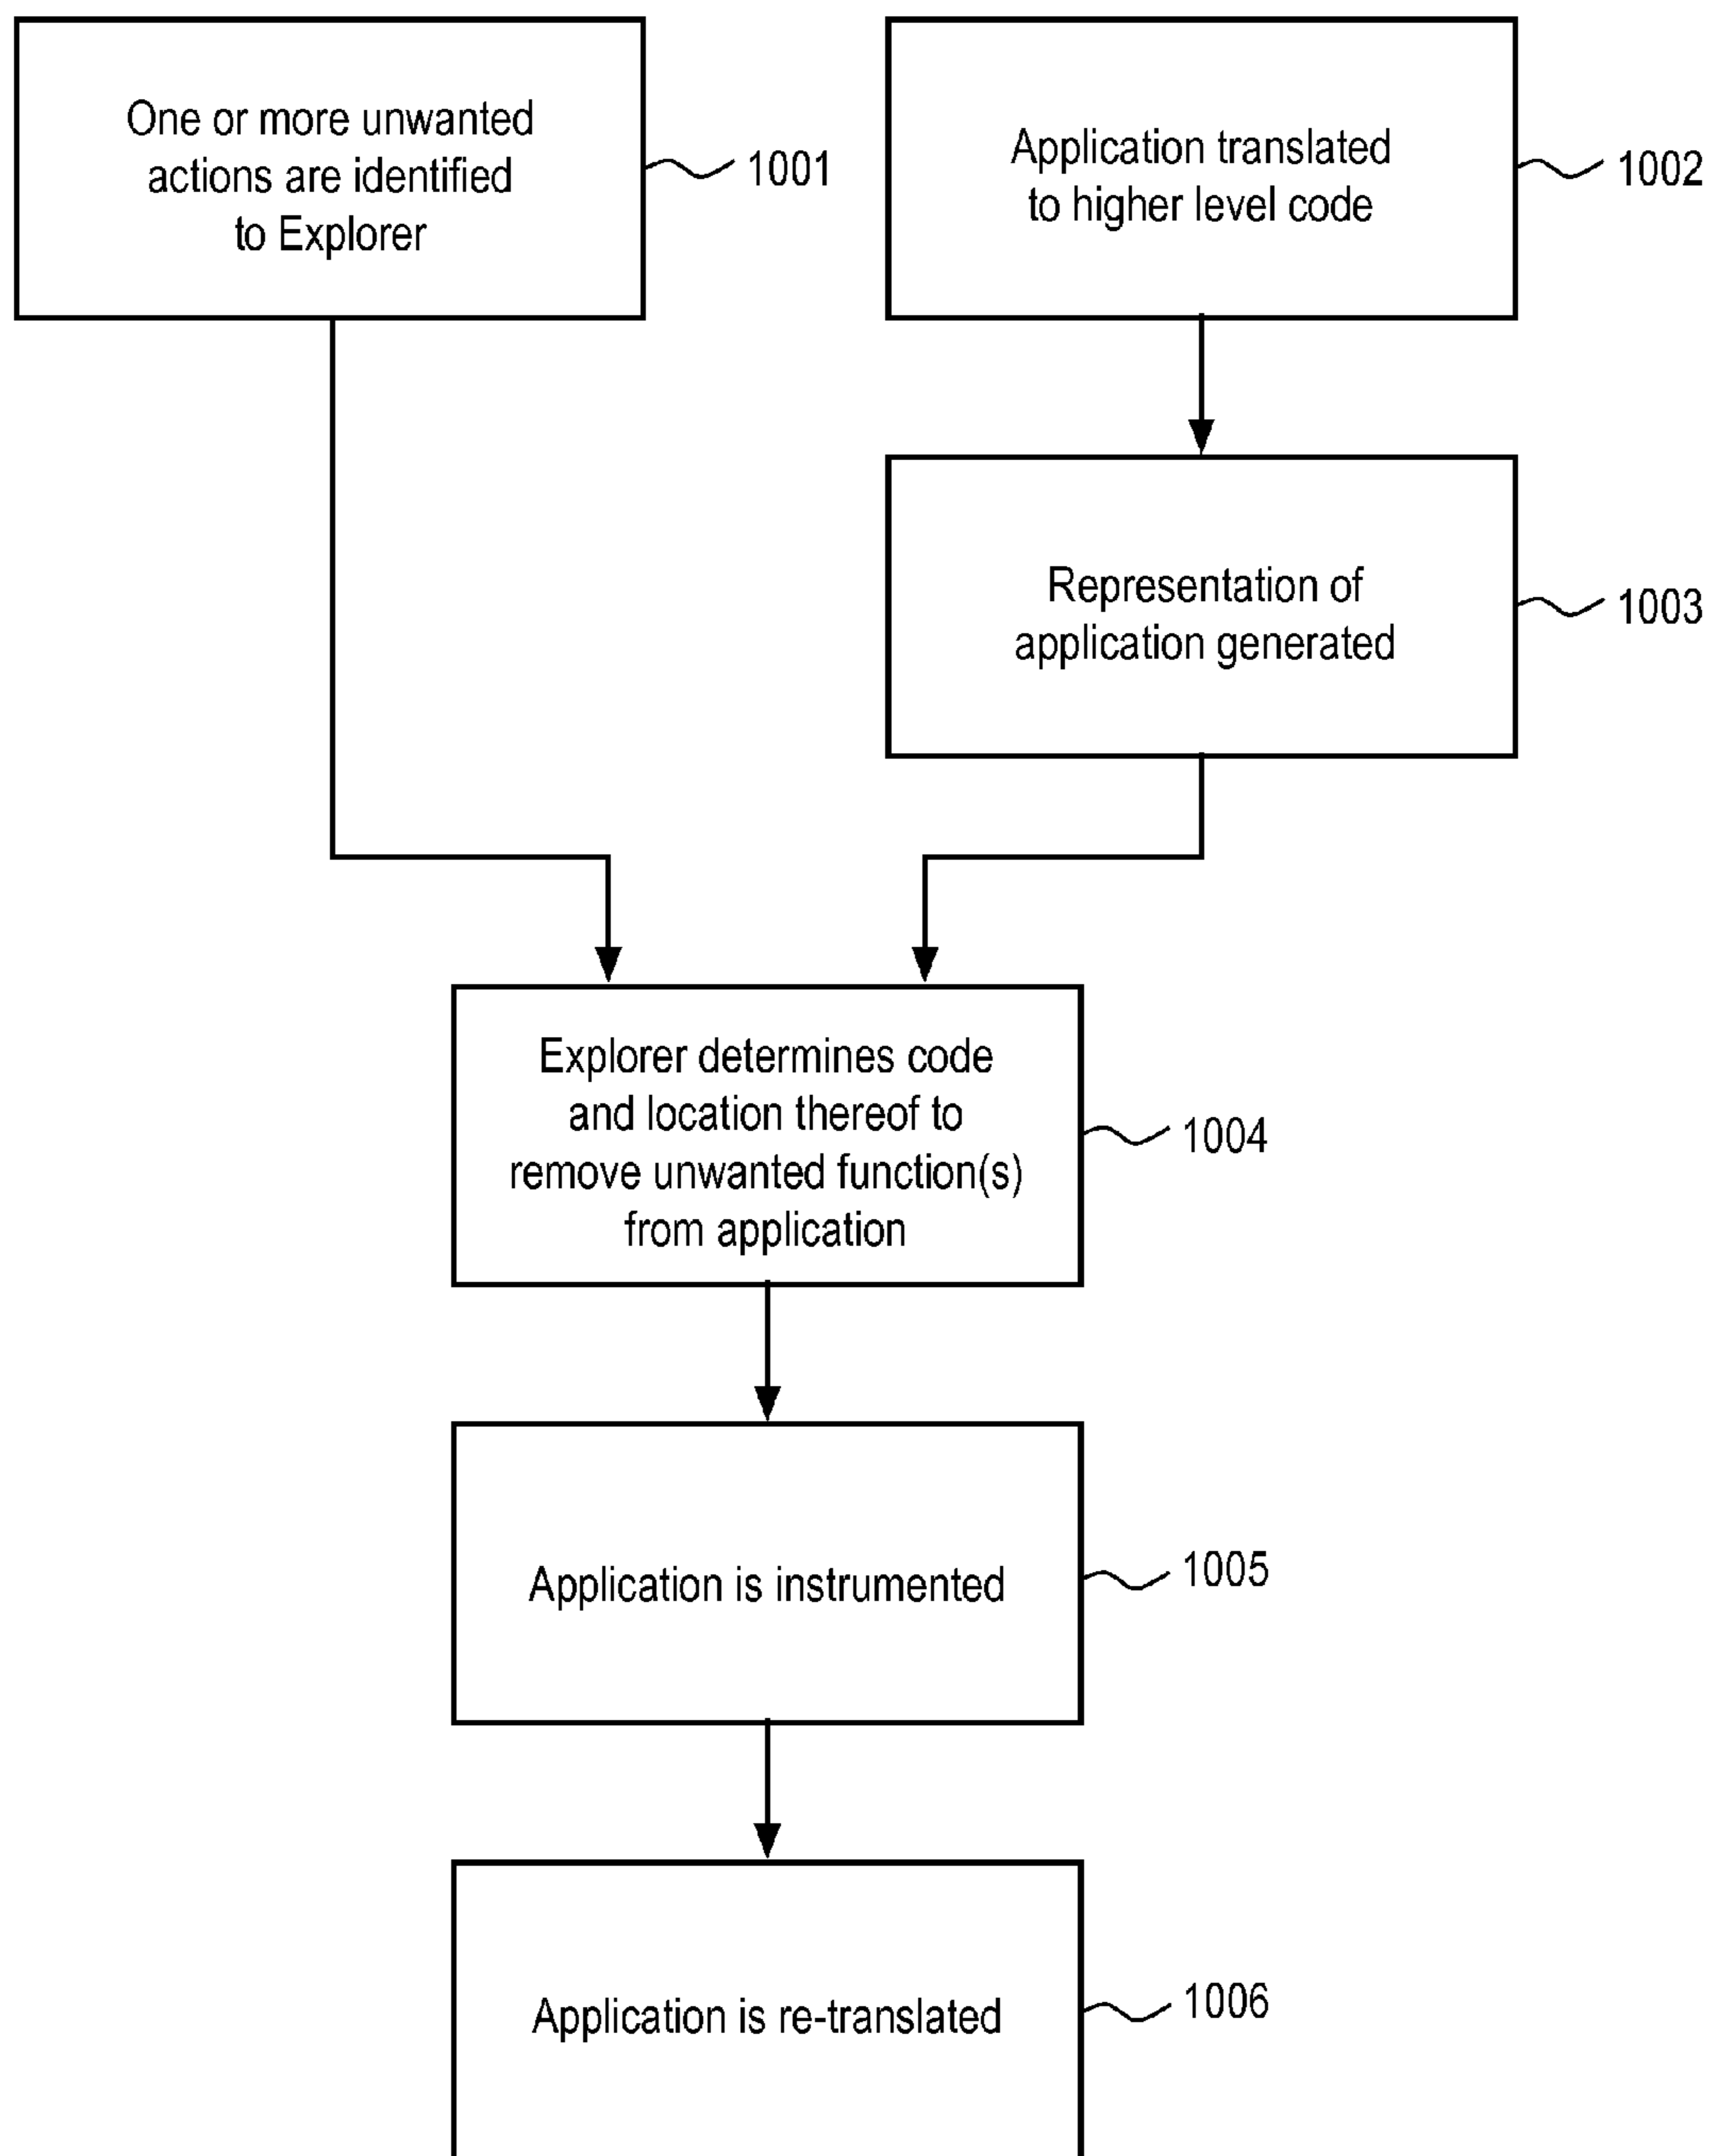 One or more unwanted
actions are identified
to Explorer
1001
Application translated
to higher level code
1002
Representation of
application generated
1003
Explorer determines code
and location thereof to
remove unwanted function(s)
from application
1004
Application is instrumented
1005
Application is re-translated
1006